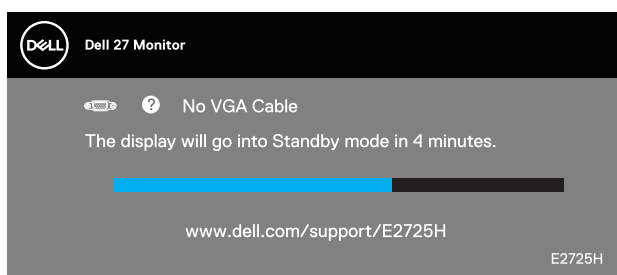 DELL
Dell 27 Monitor
? No VGA Cable
The display will go into Standby mode in 4 minutes.
www.dell.com/support/E2725H
E2725H